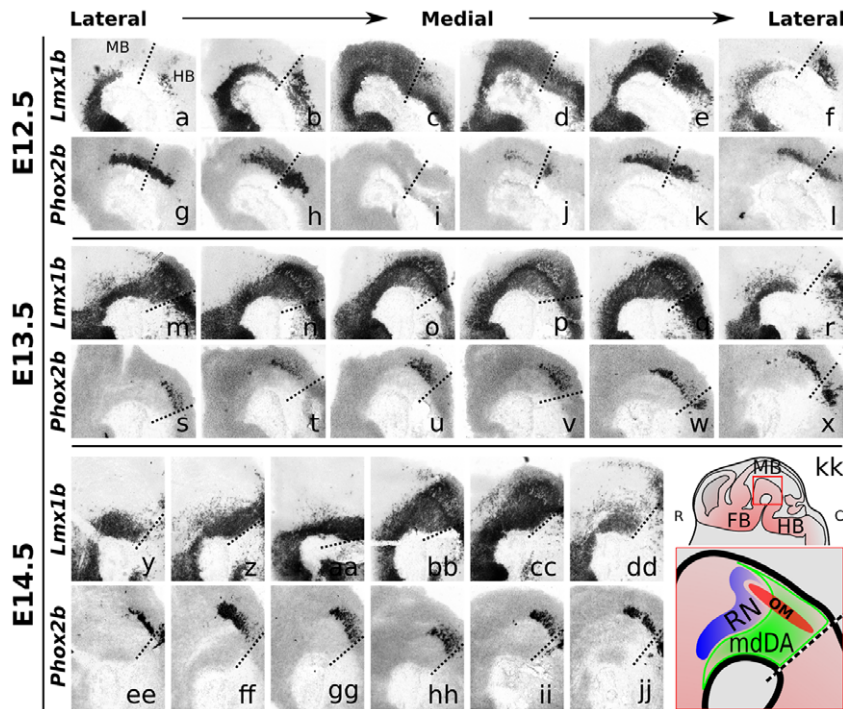 Lateral Medial Lateral
E12.5
Lmx1b
MB HB
a b c d e f
Phox2b
g h i j k l
E13.5
Lmx1b
m n o p q r
Phox2b
s t u v w x
E14.5
Lmx1b
y z aa bb cc dd
Phox2b
ee ff gg hh ii jj
kk
MB
R FB HB
RN OM
mdDA